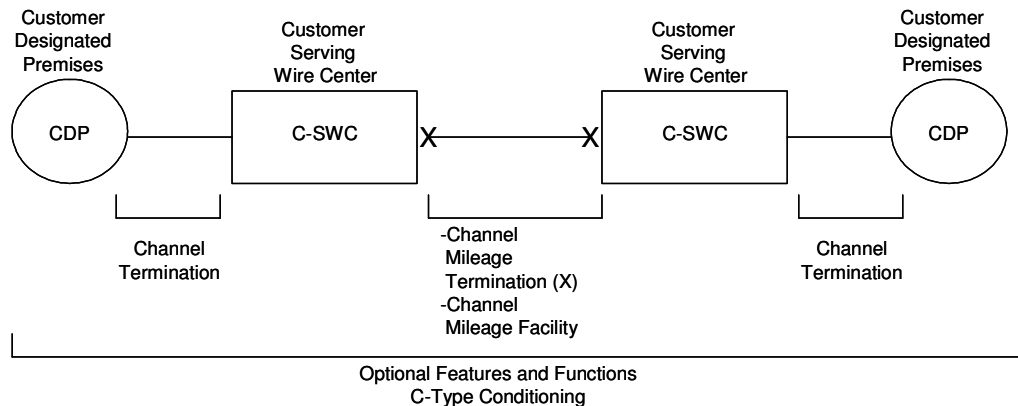 Customer
Designated
Premises
CDP
Customer
Serving
Wire Center
C-SWC
X
X
Customer
Serving
Wire Center
C-SWC
Customer
Designated
Premises
CDP
Channel
Termination
-Channel
Mileage
Termination (X)
-Channel
Mileage Facility
Channel
Termination
Optional Features and Functions
C-Type Conditioning